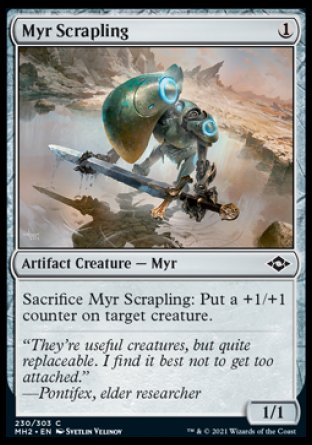 Myr Scrapling 1
Artifact Creature — Myr
Sacrifice Myr Scrapling: Put a +1/+1
counter on target creature.
“They’re useful creatures, but quite
replaceable. I find it best not to get too
attached.”
—Pontifex, elder researcher
230/303 C
MH2 • EN SVETLIN VELINOV
1/1
™ & © 2021 Wizards of the Coast